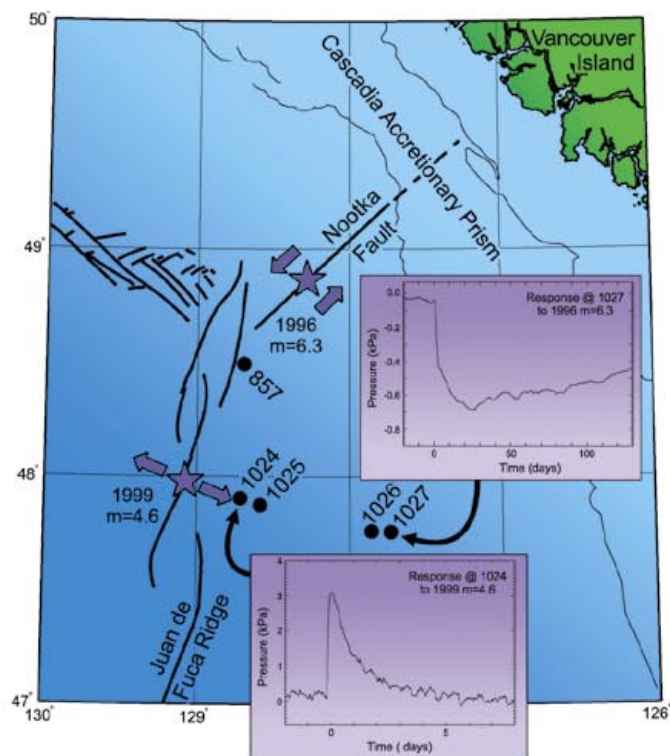 50°
Vancouver
Island
Cascadia Accretionary Prism
Nootka
Fault
49°
1996
m=6.3
857
Response @ 1027
to 1996 m=6.3
0.0
-0.2
-0.4
-0.6
-0.8
Pressure (kPa)
0
50
100
Time (days)
48°
1999
m=4.6
1024
1025
1026
1027
Response @ 1024
to 1999 m=4.6
4
3
2
1
0
Pressure (kPa)
0
5
Time ( days)
Juan de
Fuca Ridge
47°
130°
129°
126°